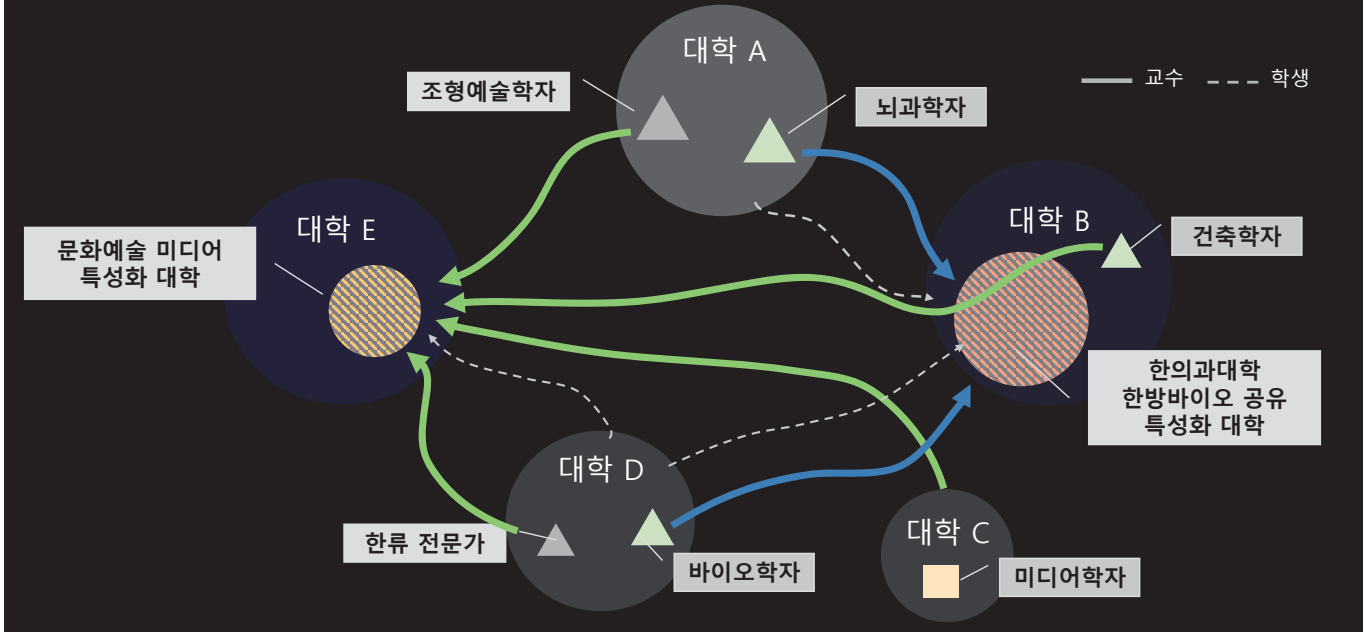 대학 A
조형예술학자
뇌과학자
교수
학생
대학 E
대학 B
문화예술 미디어
특성화 대학
건축학자
한의과대학
한방바이오 공유
특성화 대학
대학 D
대학 C
한류 전문가
바이오학자
미디어학자